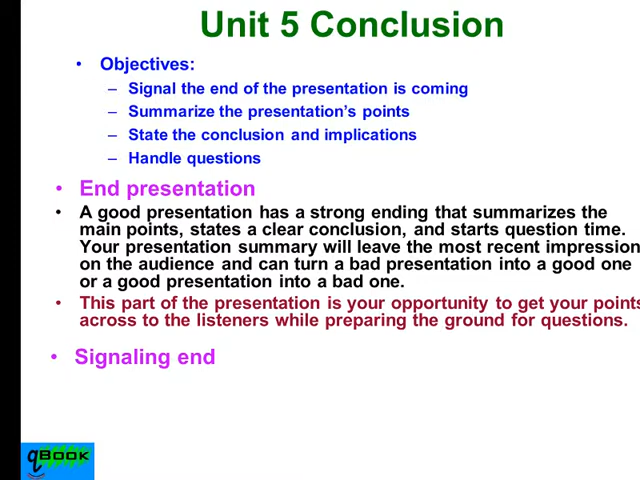 Unit 5 Conclusion
• Objectives:
– Signal the end of the presentation is coming
– Summarize the presentation’s points
– State the conclusion and implications
– Handle questions
• End presentation
• A good presentation has a strong ending that summarizes the
main points, states a clear conclusion, and starts question time.
Your presentation summary will leave the most recent impression
on the audience and can turn a bad presentation into a good one
or a good presentation into a bad one.
• This part of the presentation is your opportunity to get your points
across to the listeners while preparing the ground for questions.
• Signaling end
qBOOK